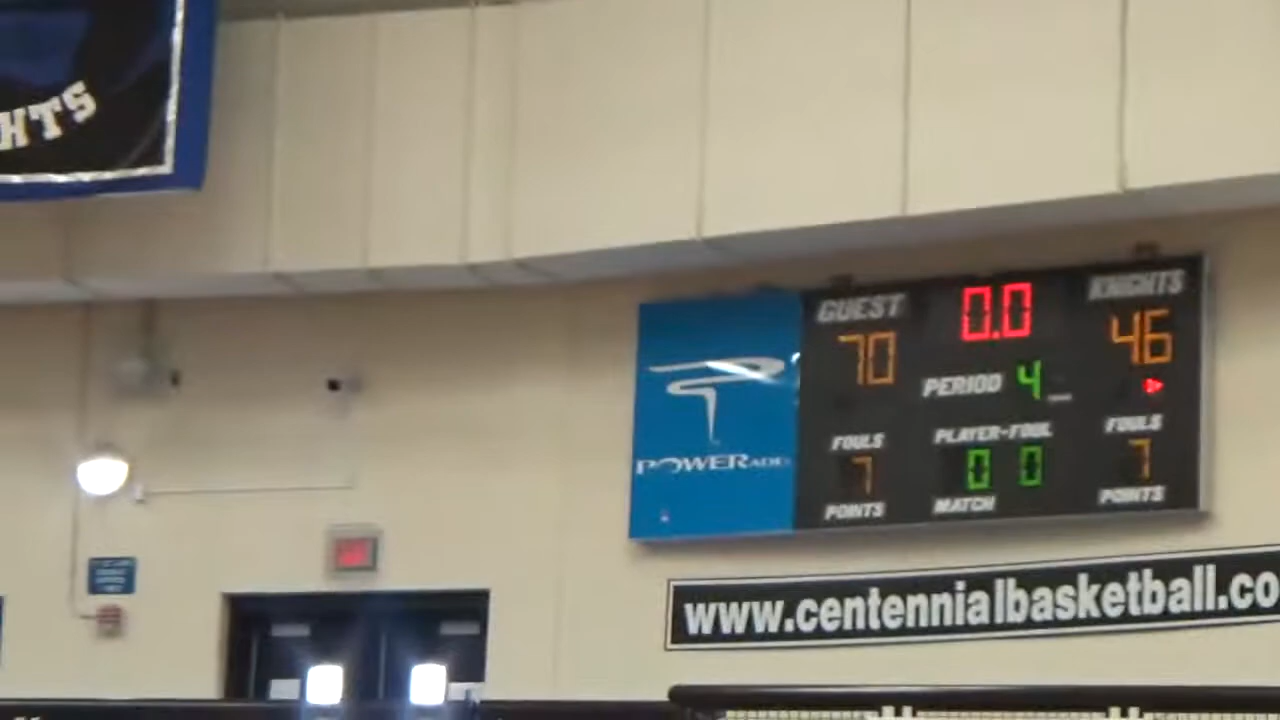 HTS
GUEST 0.0 KNIGHTS
70 46
PERIOD 4
FOULS PLAYER-FOUL FOULS
7 0 0 7
POINTS MATCH POINTS
POWERADE
www.centennialbasketball.co